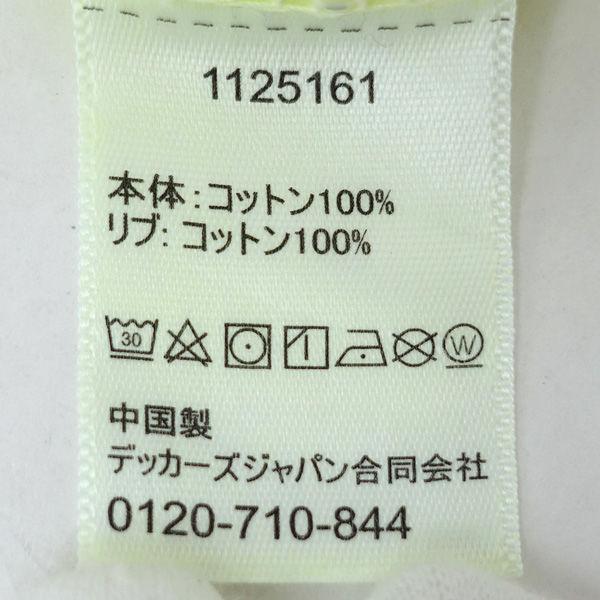 1125161
本体:コットン100%
リブ:コットン100%
30 W
中国製
デッカーズジャパン合同会社
0120-710-844